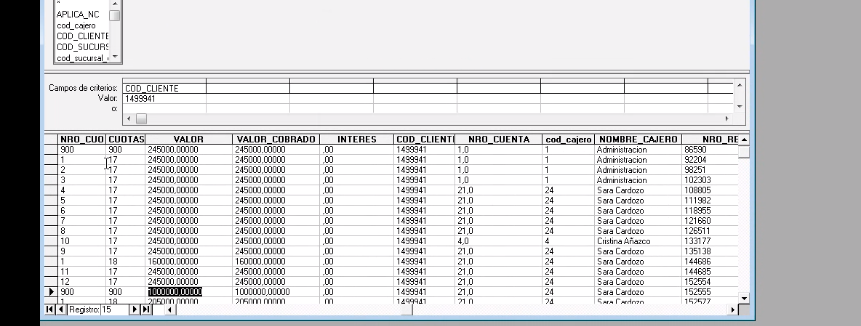 *
APLICA_NC
cod_cajero
COD_CLIENTE
COD_SUCURS
cod_sucursal_
Campos de criterios: COD_CLIENTE
Valor: 1499941
o:
NRO_CUO CUOTAS VALOR VALOR_COBRADO INTERES COD_CLIENT NRO_CUENTA cod_cajero NOMBRE_CAJERO NRO_RE
900 900 245000,00000 245000,00000 ,00 1499941 1,0 1 Administracion 86590
1 17 245000,00000 245000,00000 ,00 1499941 1,0 1 Administracion 92204
2 17 245000,00000 245000,00000 ,00 1499941 1,0 1 Administracion 98251
3 17 245000,00000 245000,00000 ,00 1499941 1,0 1 Administracion 102303
4 17 245000,00000 245000,00000 ,00 1499941 21,0 24 Sara Cardozo 108805
5 17 245000,00000 245000,00000 ,00 1499941 21,0 24 Sara Cardozo 111982
6 17 245000,00000 245000,00000 ,00 1499941 21,0 24 Sara Cardozo 118955
7 17 245000,00000 245000,00000 ,00 1499941 21,0 24 Sara Cardozo 121660
8 17 245000,00000 245000,00000 ,00 1499941 21,0 24 Sara Cardozo 126511
10 17 245000,00000 245000,00000 ,00 1499941 4,0 4 Cristina Añazco 133177
9 17 245000,00000 245000,00000 ,00 1499941 21,0 24 Sara Cardozo 135138
1 18 160000,00000 160000,00000 ,00 1499941 21,0 24 Sara Cardozo 144686
11 17 245000,00000 245000,00000 ,00 1499941 21,0 24 Sara Cardozo 144685
12 17 245000,00000 245000,00000 ,00 1499941 21,0 24 Sara Cardozo 152554
900 900 1000000,00000 1000000,00000 ,00 1499941 21,0 24 Sara Cardozo 152555
1 18 205000,00000 205000,00000 ,00 1499941 21,0 24 Sara Cardozo 152577
Registro: 15